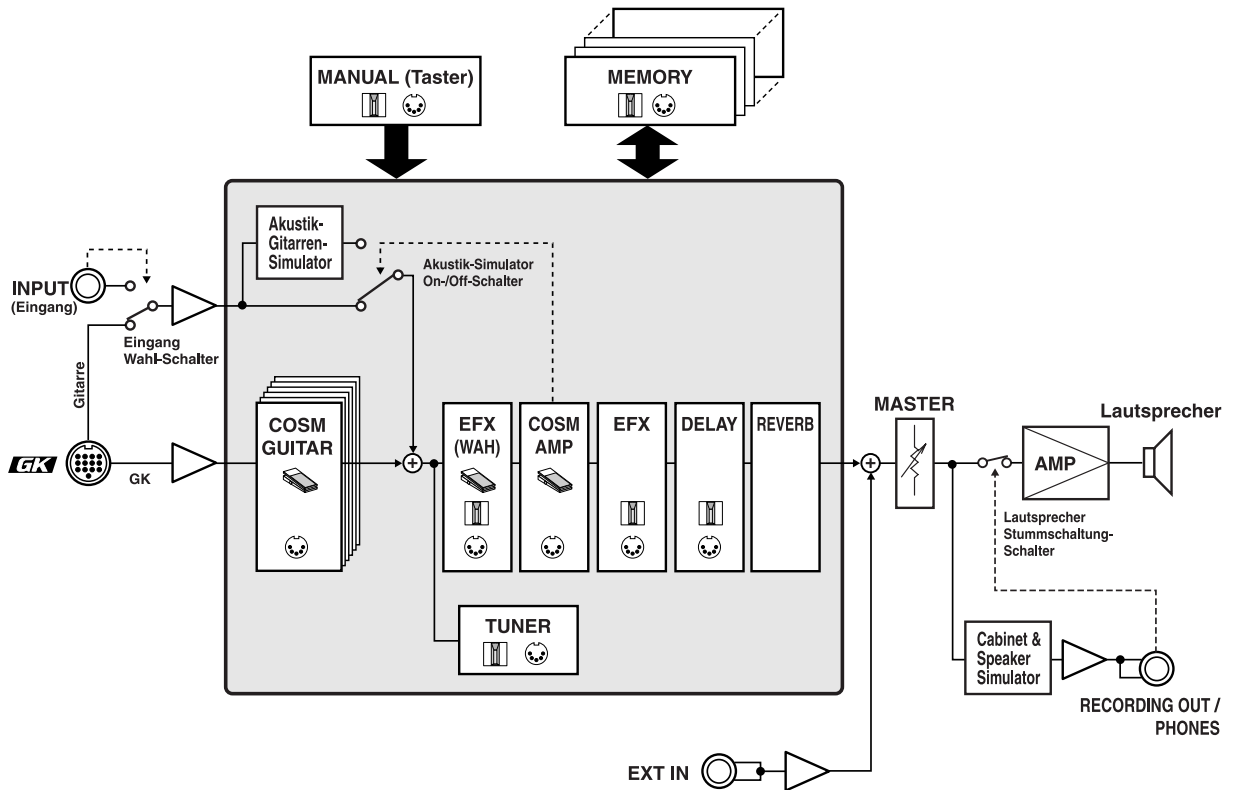 MANUAL (Taster)
MEMORY
Akustik-
Gitarren-
Simulator
Akustik-Simulator
On-/Off-Schalter
INPUT
(Eingang)
Eingang
Wahl-Schalter
Gitarre
GK
GK
COSM
GUITAR
EFX
(WAH)
COSM
AMP
EFX
DELAY
REVERB
TUNER
MASTER
Lautsprecher
AMP
Lautsprecher
Stummschaltung-
Schalter
Cabinet &
Speaker
Simulator
RECORDING OUT /
PHONES
EXT IN